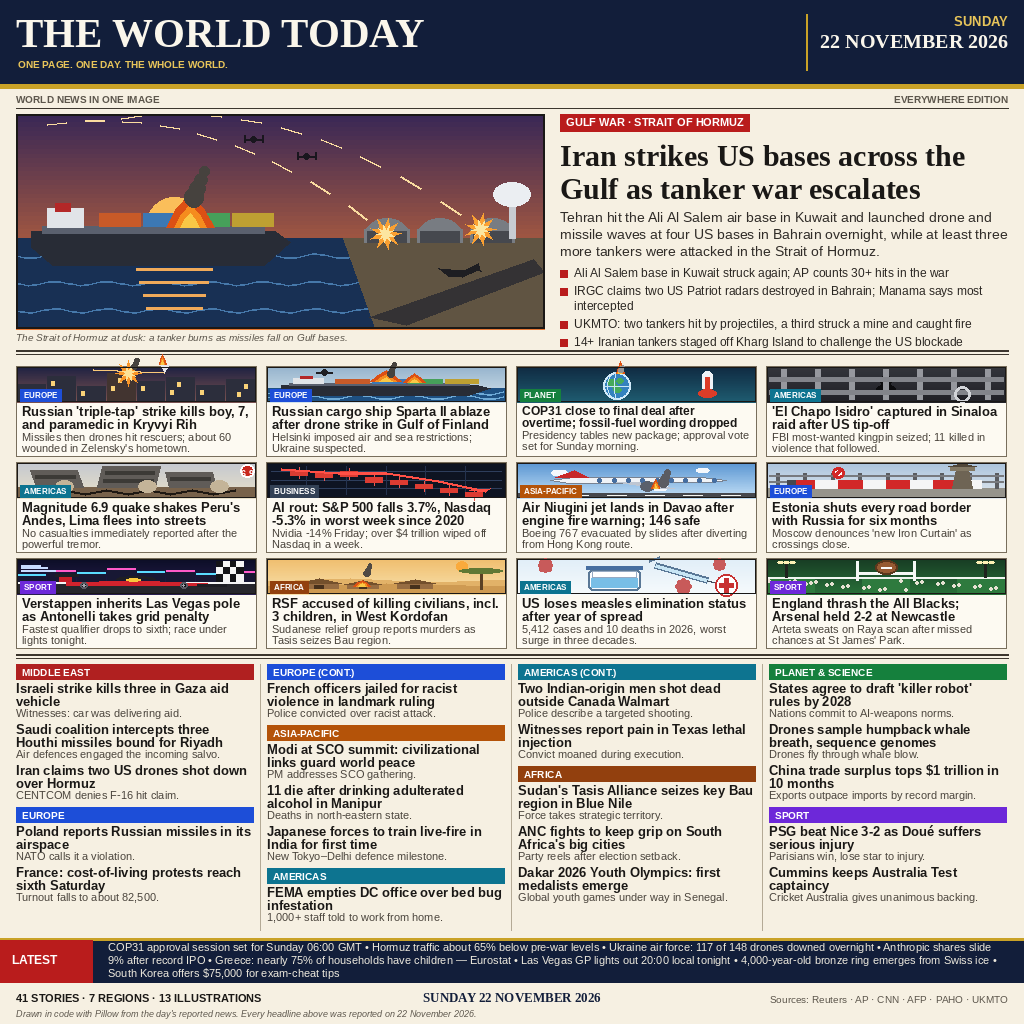 THE WORLD TODAY
ONE PAGE. ONE DAY. THE WHOLE WORLD.
SUNDAY
22 NOVEMBER 2026
WORLD NEWS IN ONE IMAGE
EVERYWHERE EDITION
GULF WAR · STRAIT OF HORMUZ
Iran strikes US bases across the
Gulf as tanker war escalates
Tehran hit the Ali Al Salem air base in Kuwait and launched drone and
missile waves at four US bases in Bahrain overnight, while at least three
more tankers were attacked in the Strait of Hormuz.
Ali Al Salem base in Kuwait struck again; AP counts 30+ hits in the war
IRGC claims two US Patriot radars destroyed in Bahrain; Manama says most
intercepted
UKMTO: two tankers hit by projectiles, a third struck a mine and caught fire
14+ Iranian tankers staged off Kharg Island to challenge the US blockade
The Strait of Hormuz at dusk: a tanker burns as missiles fall on Gulf bases.
EUROPE
Russian 'triple-tap' strike kills boy, 7,
and paramedic in Kryvyi Rih
Missiles then drones hit rescuers; about 60
wounded in Zelensky's hometown.
EUROPE
Russian cargo ship Sparta II ablaze
after drone strike in Gulf of Finland
Helsinki imposed air and sea restrictions;
Ukraine suspected.
PLANET
COP31 close to final deal after
overtime; fossil-fuel wording dropped
Presidency tables new package; approval vote
set for Sunday morning.
AMERICAS
'El Chapo Isidro' captured in Sinaloa
raid after US tip-off
FBI most-wanted kingpin seized; 11 killed in
violence that followed.
AMERICAS
Magnitude 6.9 quake shakes Peru's
Andes, Lima flees into streets
No casualties immediately reported after the
powerful tremor.
BUSINESS
AI rout: S&P 500 falls 3.7%, Nasdaq
-5.3% in worst week since 2020
Nvidia -14% Friday; over $4 trillion wiped off
Nasdaq in a week.
ASIA-PACIFIC
Air Niugini jet lands in Davao after
engine fire warning; 146 safe
Boeing 767 evacuated by slides after diverting
from Hong Kong route.
EUROPE
Estonia shuts every road border
with Russia for six months
Moscow denounces 'new Iron Curtain' as
crossings close.
SPORT
Verstappen inherits Las Vegas pole
as Antonelli takes grid penalty
Fastest qualifier drops to sixth; race under
lights tonight.
AFRICA
RSF accused of killing civilians, incl.
3 children, in West Kordofan
Sudanese relief group reports murders as
Tasis seizes Bau region.
AMERICAS
US loses measles elimination status
after year of spread
5,412 cases and 10 deaths in 2026, worst
surge in three decades.
SPORT
England thrash the All Blacks;
Arsenal held 2-2 at Newcastle
Arteta sweats on Raya scan after missed
chances at St James' Park.
MIDDLE EAST
Israeli strike kills three in Gaza aid
vehicle
Witnesses: car was delivering aid.
Saudi coalition intercepts three
Houthi missiles bound for Riyadh
Air defences engaged the incoming salvo.
Iran claims two US drones shot down
over Hormuz
CENTCOM denies F-16 hit claim.
EUROPE
Poland reports Russian missiles in its
airspace
NATO calls it a violation.
France: cost-of-living protests reach
sixth Saturday
Turnout falls to about 82,500.
EUROPE (CONT.)
French officers jailed for racist
violence in landmark ruling
Police convicted over racist attack.
ASIA-PACIFIC
Modi at SCO summit: civilizational
links guard world peace
PM addresses SCO gathering.
11 die after drinking adulterated
alcohol in Manipur
Deaths in north-eastern state.
Japanese forces to train live-fire in
India for first time
New Tokyo–Delhi defence milestone.
AMERICAS
FEMA empties DC office over bed bug
infestation
1,000+ staff told to work from home.
AMERICAS (CONT.)
Two Indian-origin men shot dead
outside Canada Walmart
Police describe a targeted shooting.
Witnesses report pain in Texas lethal
injection
Convict moaned during execution.
AFRICA
Sudan's Tasis Alliance seizes key Bau
region in Blue Nile
Force takes strategic territory.
ANC fights to keep grip on South
Africa's big cities
Party reels after election setback.
Dakar 2026 Youth Olympics: first
medalists emerge
Global youth games under way in Senegal.
PLANET & SCIENCE
States agree to draft 'killer robot'
rules by 2028
Nations commit to AI-weapons norms.
Drones sample humpback whale
breath, sequence genomes
Drones fly through whale blow.
China trade surplus tops $1 trillion in
10 months
Exports outpace imports by record margin.
SPORT
PSG beat Nice 3-2 as Doué suffers
serious injury
Parisians win, lose star to injury.
Cummins keeps Australia Test
captaincy
Cricket Australia gives unanimous backing.
LATEST
COP31 approval session set for Sunday 06:00 GMT • Hormuz traffic about 65% below pre-war levels • Ukraine air force: 117 of 148 drones downed overnight • Anthropic shares slide
9% after record IPO • Greece: nearly 75% of households have children — Eurostat • Las Vegas GP lights out 20:00 local tonight • 4,000-year-old bronze ring emerges from Swiss ice •
South Korea offers $75,000 for exam-cheat tips
41 STORIES · 7 REGIONS · 13 ILLUSTRATIONS
SUNDAY 22 NOVEMBER 2026
Sources: Reuters · AP · CNN · AFP · PAHO · UKMTO
Drawn in code with Pillow from the day's reported news. Every headline above was reported on 22 November 2026.